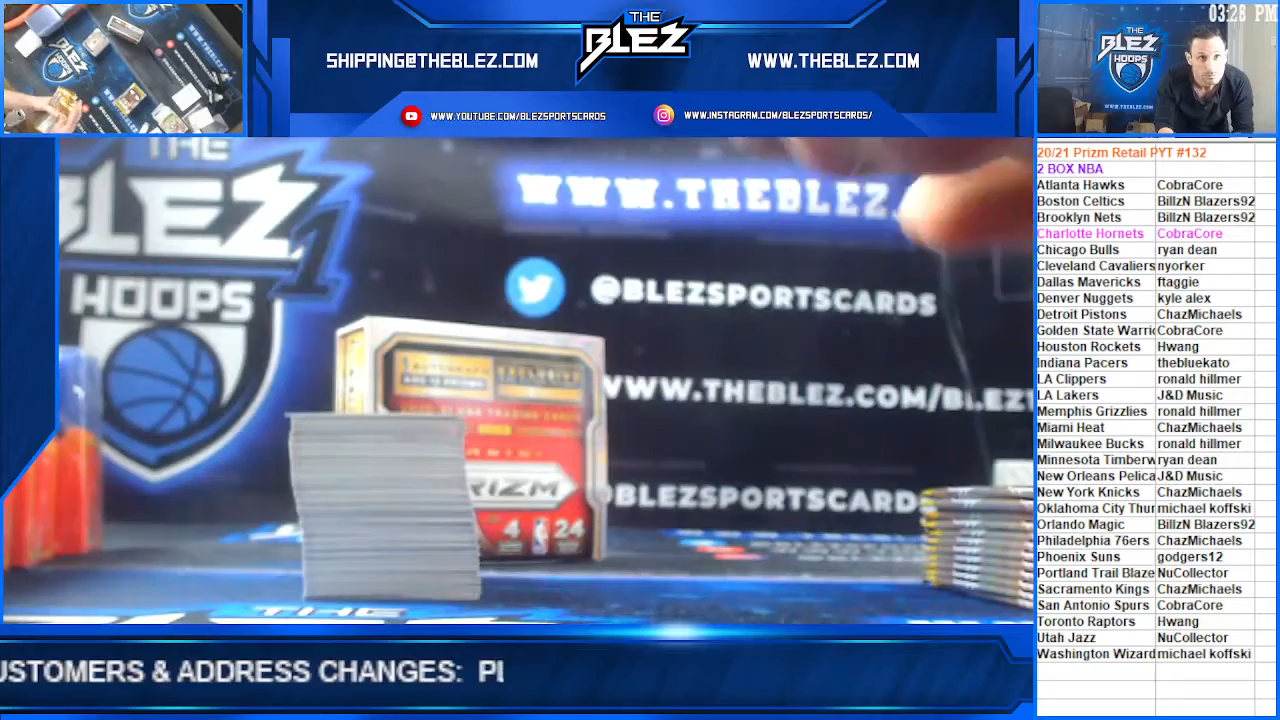 03:28 PM
THE
BLEZ
SHIPPING@THEBLEZ.COM
WWW.THEBLEZ.COM
WWW.YOUTUBE.COM/BLEZSPORTSCARDS
WWW.INSTAGRAM.COM/BLEZSPORTSCARDS/
THE
BLEZ
HOOPS
THE
BLEZ
HOOPS
1
WWW.THEBLEZ.
@BLEZSPORTSCARDS
WWW.THEBLEZ.COM/BLEZ
@BLEZSPORTSCARDS
1 AUTOGRAPH
EXCLUSIVE
PRIZM
4
24
THE
20/21 Prizm Retail PYT #132
2 BOX NBA
Atlanta Hawks CobraCore
Boston Celtics BillzN Blazers92
Brooklyn Nets BillzN Blazers92
Charlotte Hornets CobraCore
Chicago Bulls ryan dean
Cleveland Cavaliers nyorker
Dallas Mavericks ftaggie
Denver Nuggets kyle alex
Detroit Pistons ChazMichaels
Golden State Warric CobraCore
Houston Rockets Hwang
Indiana Pacers thebluekato
LA Clippers ronald hillmer
LA Lakers J&D Music
Memphis Grizzlies ronald hillmer
Miami Heat ChazMichaels
Milwaukee Bucks ronald hillmer
Minnesota Timberw ryan dean
New Orleans Pelica J&D Music
New York Knicks ChazMichaels
Oklahoma City Thur michael koffski
Orlando Magic BillzN Blazers92
Philadelphia 76ers ChazMichaels
Phoenix Suns godgers12
Portland Trail Blaze NuCollector
Sacramento Kings ChazMichaels
San Antonio Spurs CobraCore
Toronto Raptors Hwang
Utah Jazz NuCollector
Washington Wizard michael koffski
USTOMERS & ADDRESS CHANGES: PL